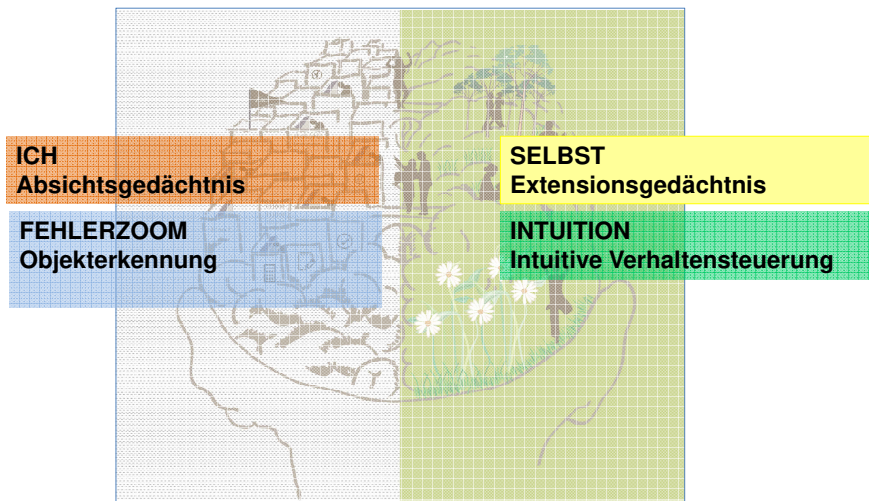 ICH
Absichtsgedächtnis
SELBST
Extensionsgedächtnis
FEHLERZOOM
Objekterkennung
INTUITION
Intuitive Verhaltensteuerung